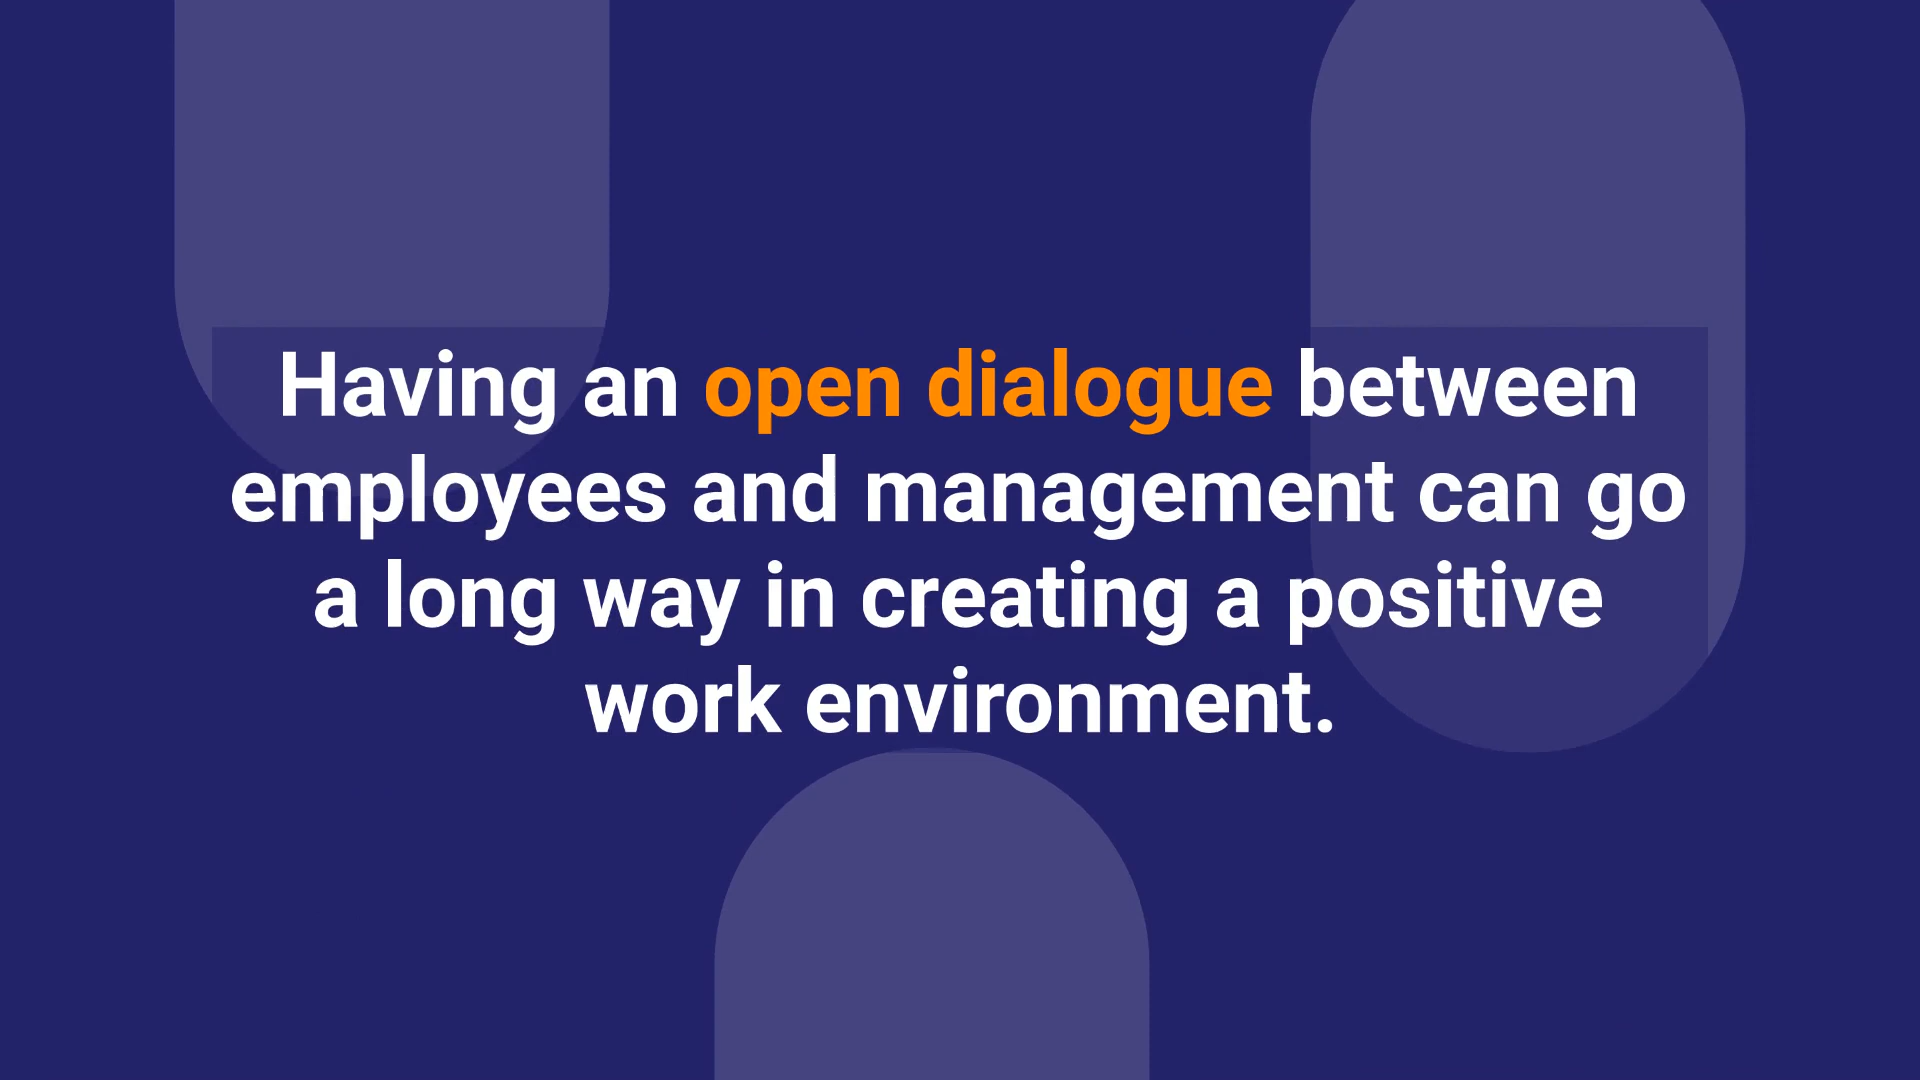 Having an open dialogue between
employees and management can go
a long way in creating a positive
work environment.